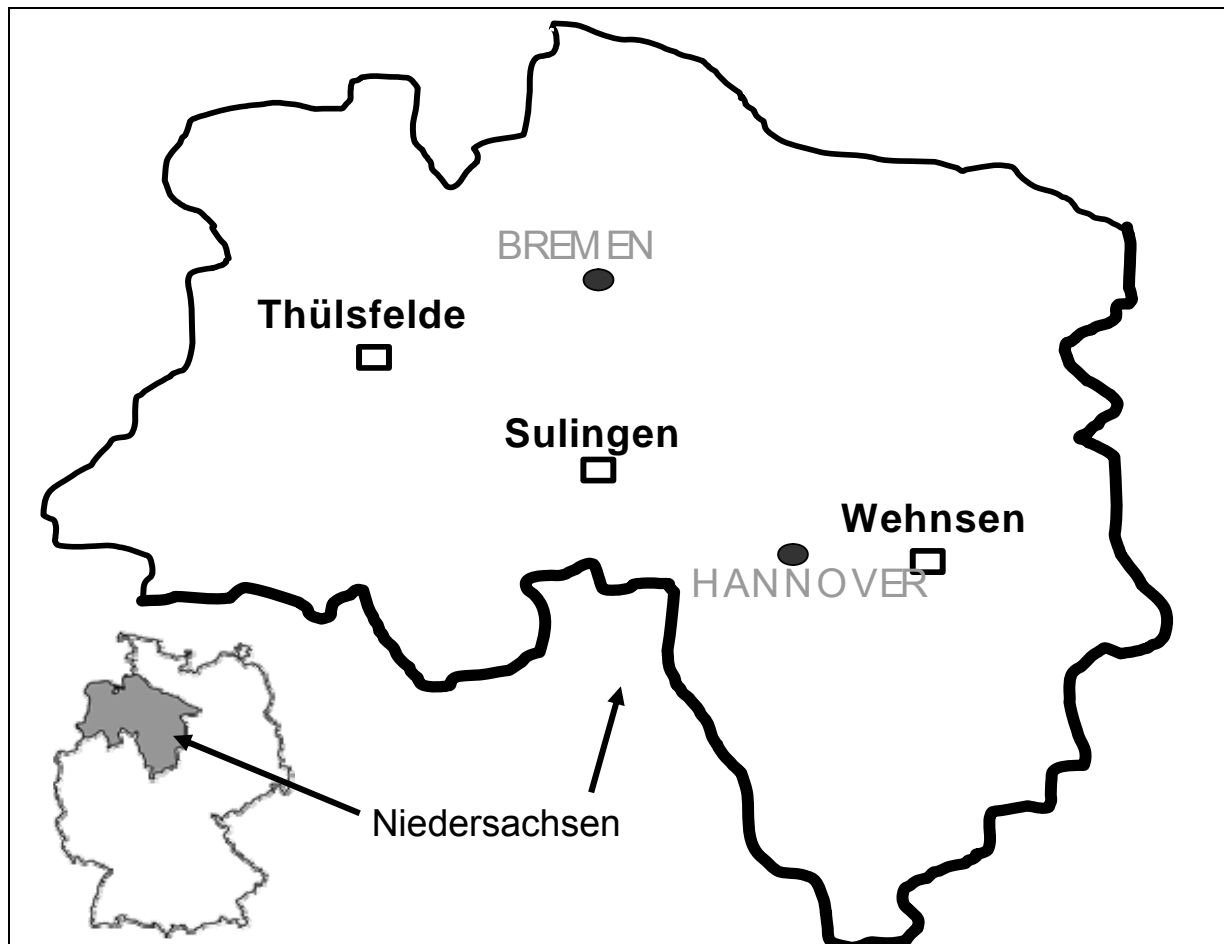 BREMEN
Thülsfelde
Sulingen
Wehnsen
HANNOVER
Niedersachsen